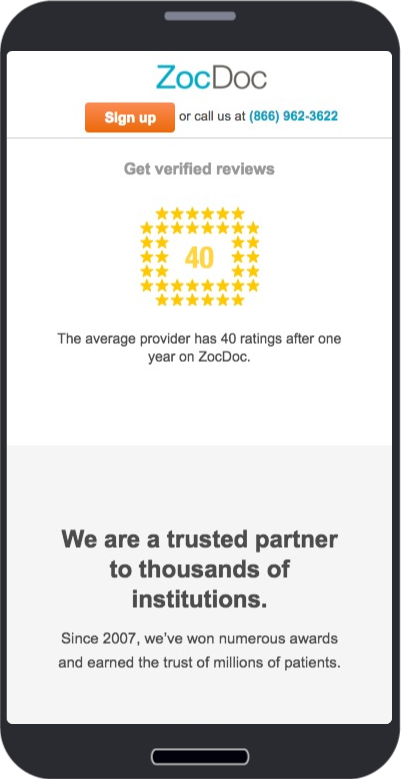 ZocDoc
Sign up or call us at (866) 962-3622
Get verified reviews
40
The average provider has 40 ratings after one
year on ZocDoc.
We are a trusted partner
to thousands of
institutions.
Since 2007, we've won numerous awards
and earned the trust of millions of patients.